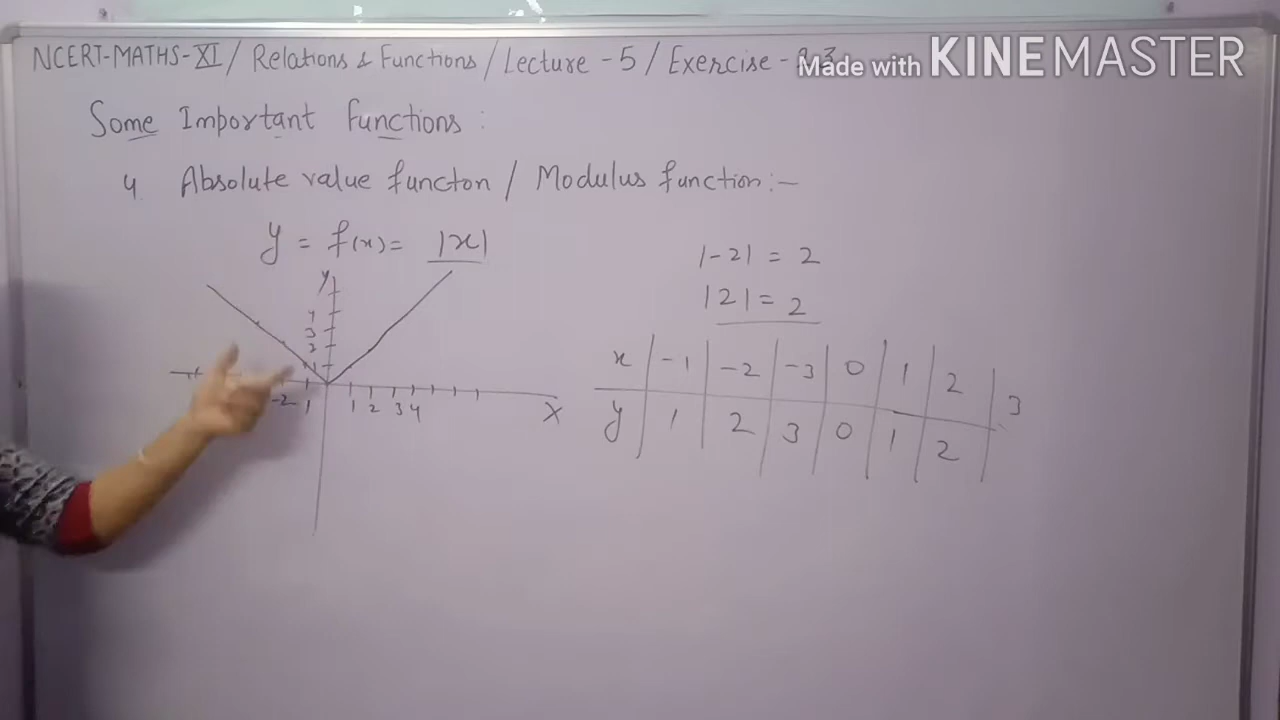 NCERT-MATHS-XI / Relations & Functions / Lecture - 5 / Exercise -
Made with KINEMASTER
Some Important Functions :
4. Absolute value functon / Modulus function :-
y = f(x) = |x|
|-2| = 2
|2| = 2
y
4
3
2
1
-2 1 1 2 3 4 X
x -1 -2 -3 0 1 2 3
y 1 2 3 0 1 2